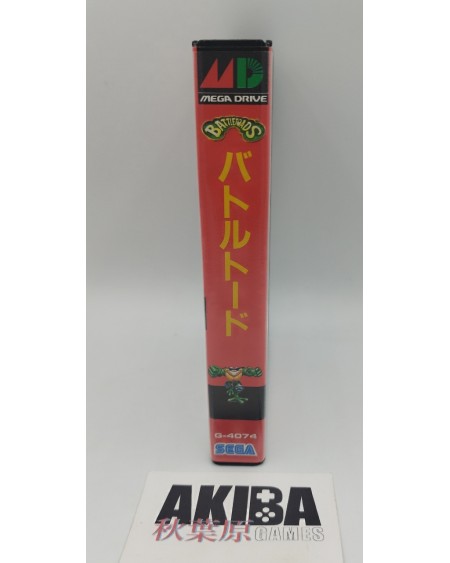 MD
MEGA DRIVE
BATTLETOADS
バトルトード
G-4074
SEGA
AKIBA
秋葉原 GAMES